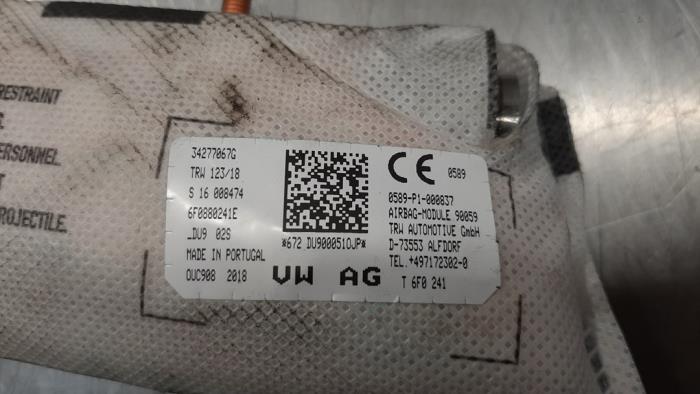 RESTRAINT
PERSONNEL.
PROJECTILE.
34277067G
TRW 123/18
S 16 008474
6F0880241E
_DU9 02S
MADE IN PORTUGAL
OUC908 2018
*672 DU9000510JP*
VW AG
CE 0589
0589-P1-000837
AIRBAG-MODULE 90059
TRW AUTOMOTIVE GmbH
D-73553 ALFDORF
TEL.+497172302-0
T 6F0 241